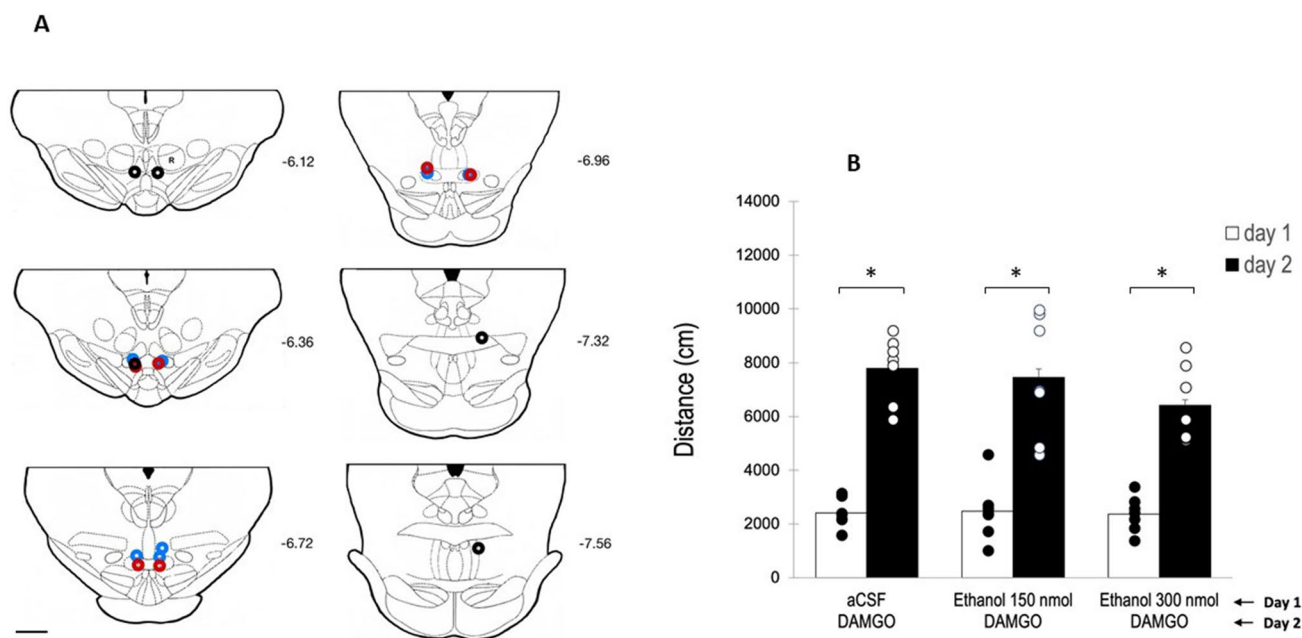 A
R
-6.12
-6.96
-6.36
-7.32
-6.72
-7.56
B
14000
12000
10000
8000
6000
4000
2000
0
Distance (cm)
day 1
day 2
* * *
aCSF Ethanol 150 nmol Ethanol 300 nmol ← Day 1
DAMGO DAMGO DAMGO ← Day 2